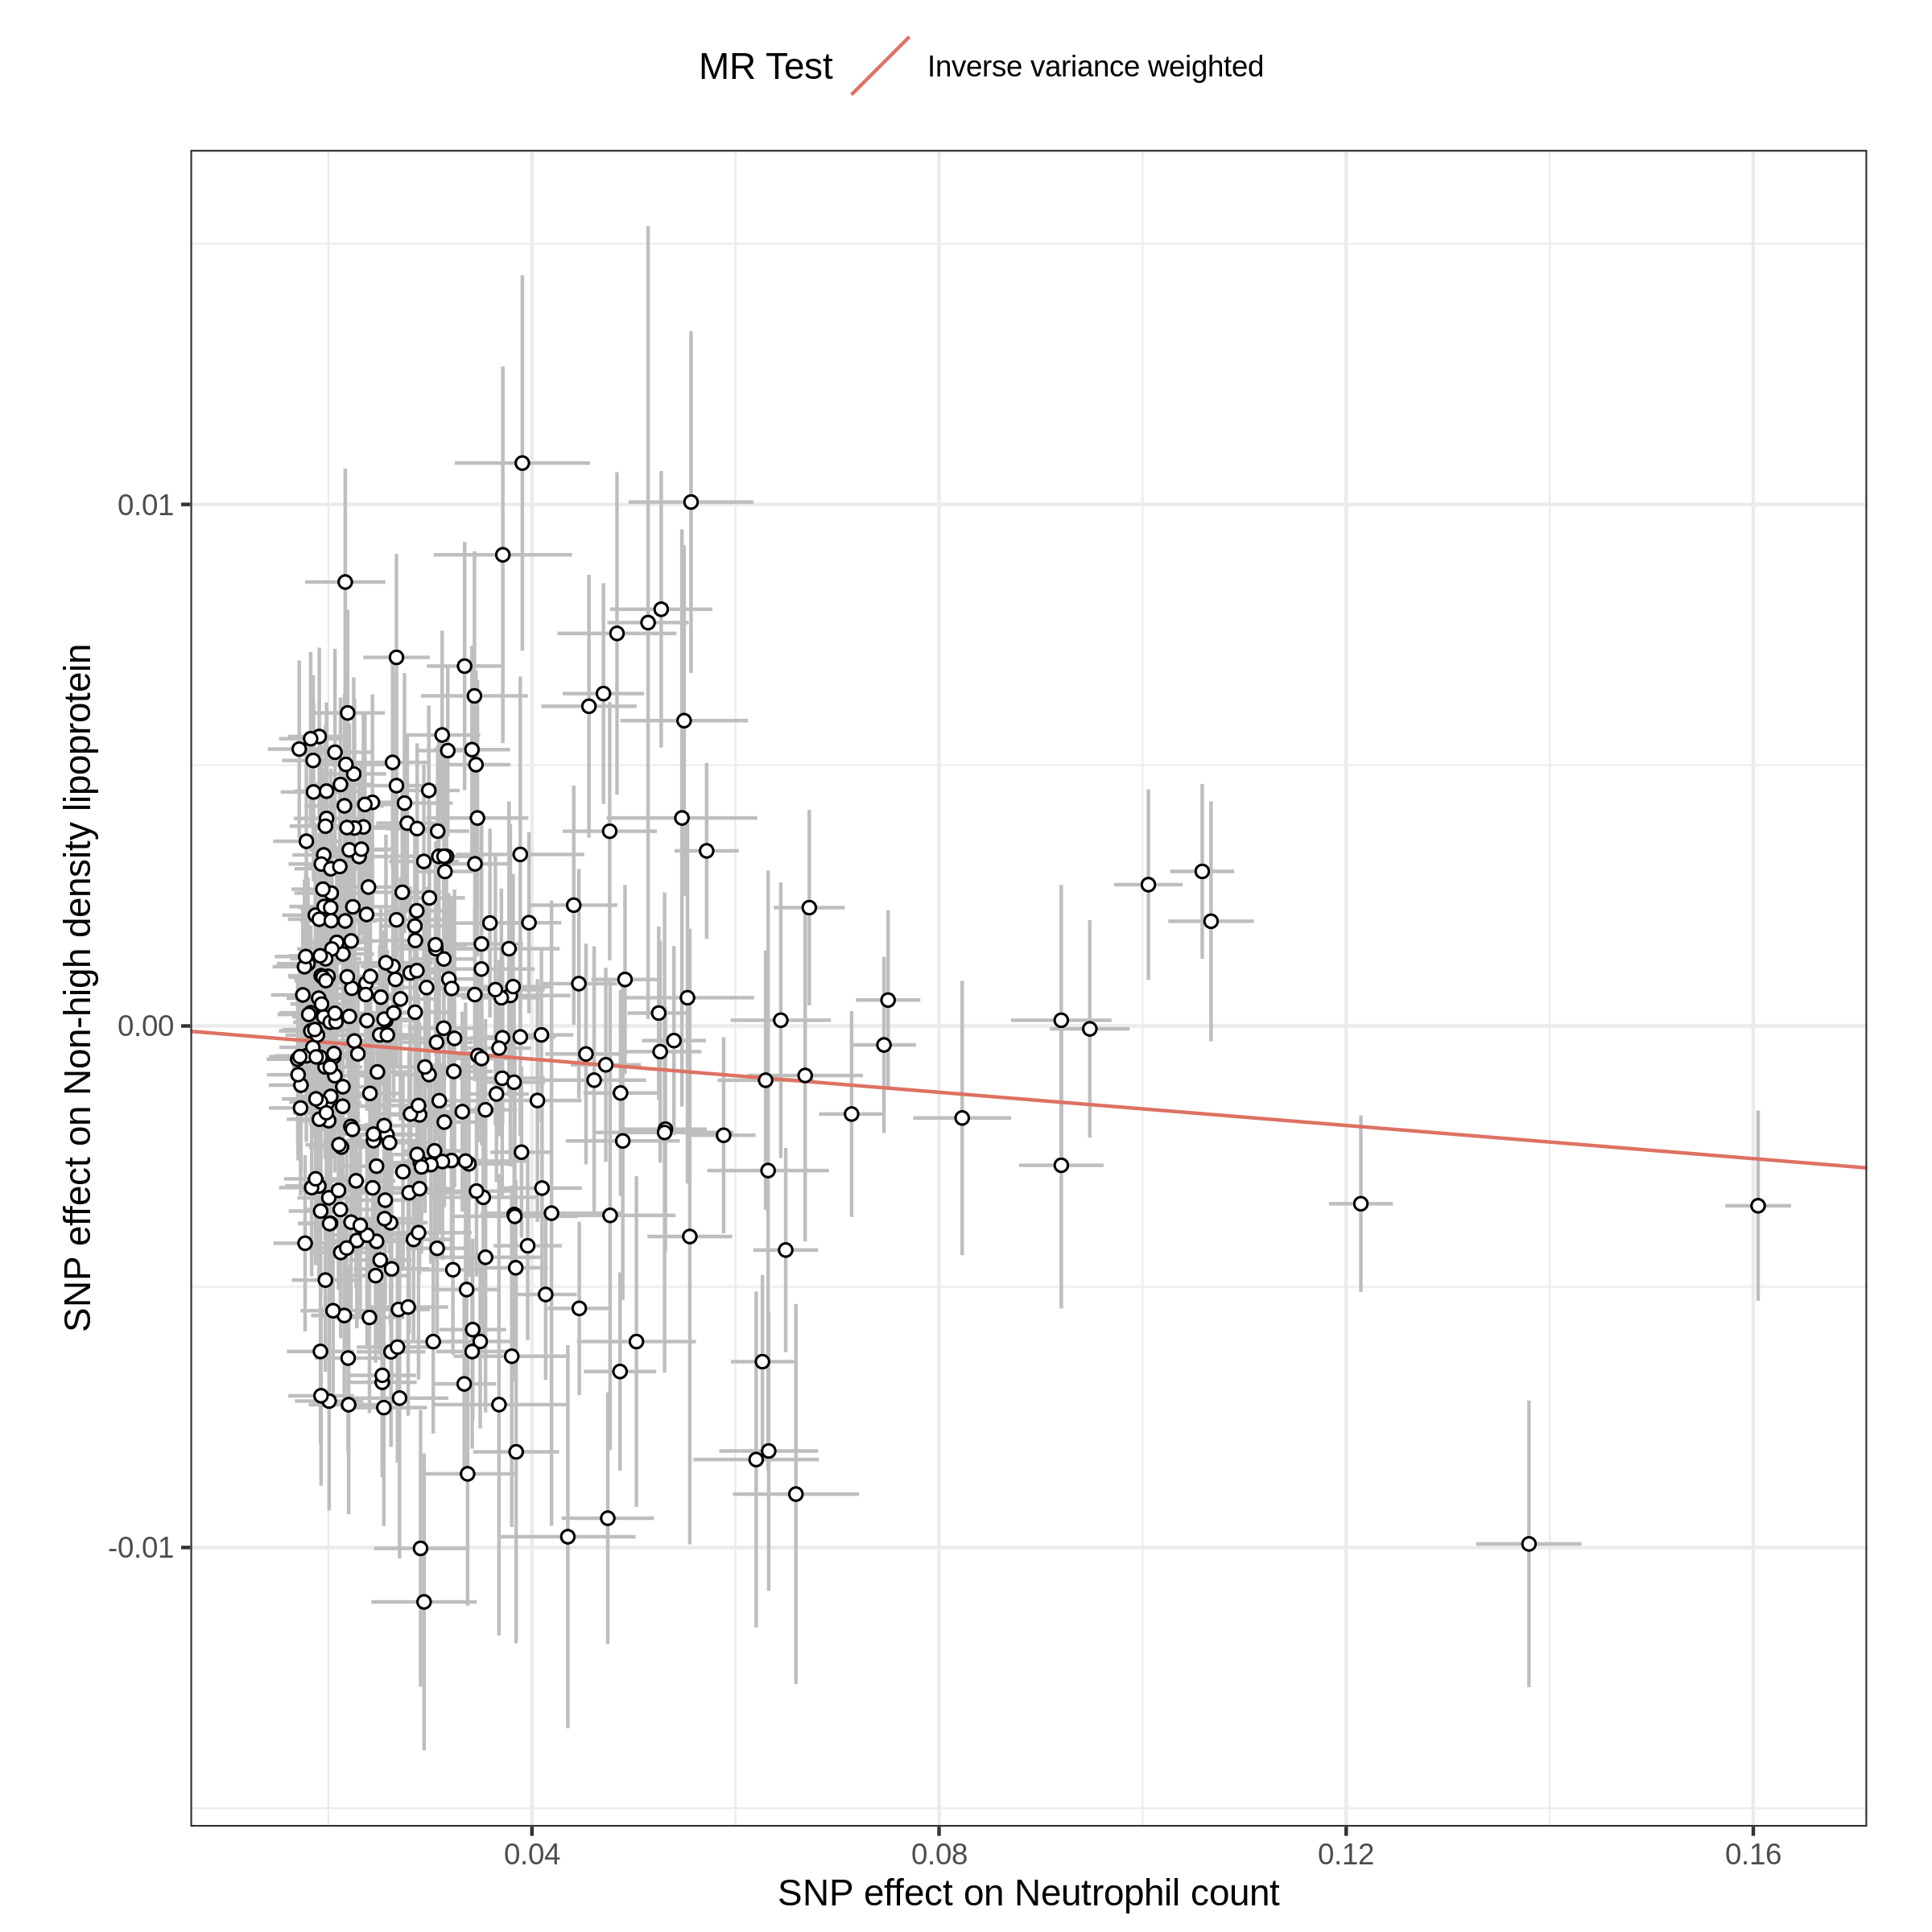 MR Test
Inverse variance weighted
SNP effect on Non-high density lipoprotein
0.01
0.00
-0.01
0.04
0.08
0.12
0.16
SNP effect on Neutrophil count